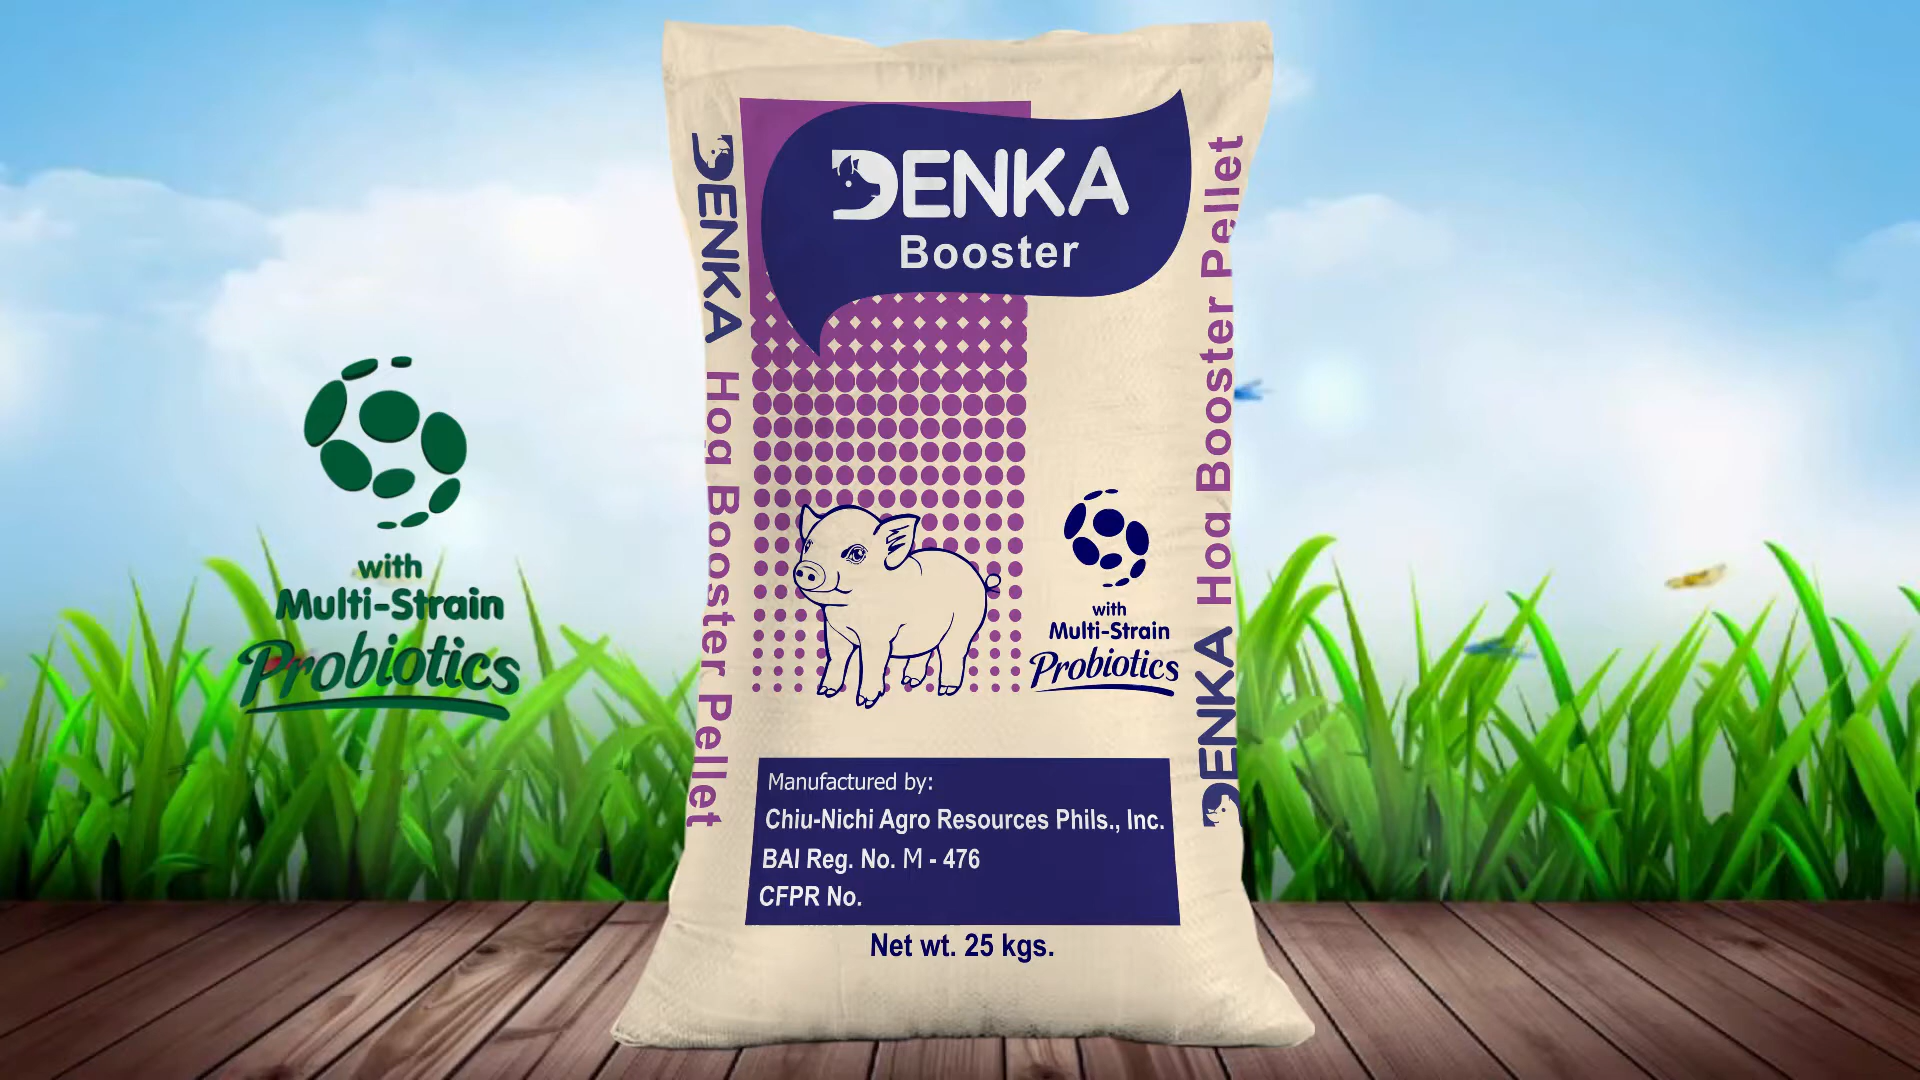 DENKA
Booster
DENKA Hog Booster Pellet
DENKA Hog Booster Pellet
with
Multi-Strain
Probiotics
with
Multi-Strain
Probiotics
Manufactured by:
Chiu-Nichi Agro Resources Phils., Inc.
BAI Reg. No. M - 476
CFPR No.
Net wt. 25 kgs.